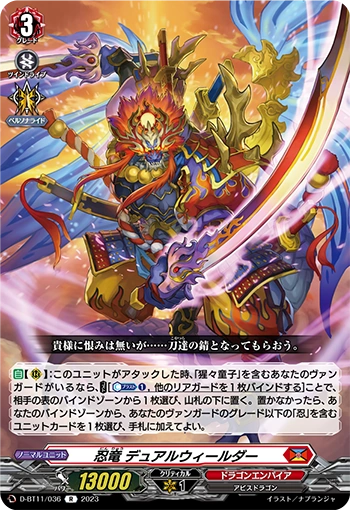 3
グレード
ツインドライブ
ペルソナライド
貴様に恨みは無いが……刀達の錆となってもらおう。
自【R】：このユニットがアタックした時、「猩々童子」を含むあなたのヴァン
ガードがいるなら、【コスト】[ソウルブラスト1，他のリアガードを１枚バインドする]ことで、
相手の表のバインドゾーンから１枚選び、山札の下に置く。置かなかったら、あ
なたのバインドゾーンから、あなたのヴァンガードのグレード以下の「忍」を含む
ユニットカードを１枚選び、手札に加えてよい。
ノーマルユニット
忍竜 デュアルウィールダー
D-BT11/036 R 2023
パワー 13000
クリティカル
1
ドラゴンエンパイア
アビスドラゴン
イラスト／ナブランジャ